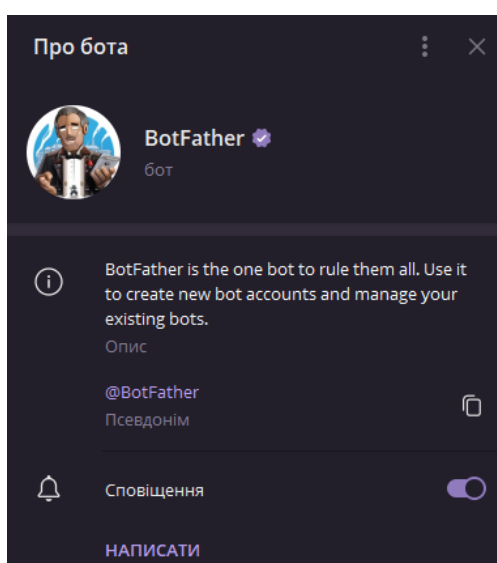 Про бота
BotFather
бот
BotFather is the one bot to rule them all. Use it
to create new bot accounts and manage your
existing bots.
Опис
@BotFather
Псевдонім
Сповіщення
НАПИСАТИ